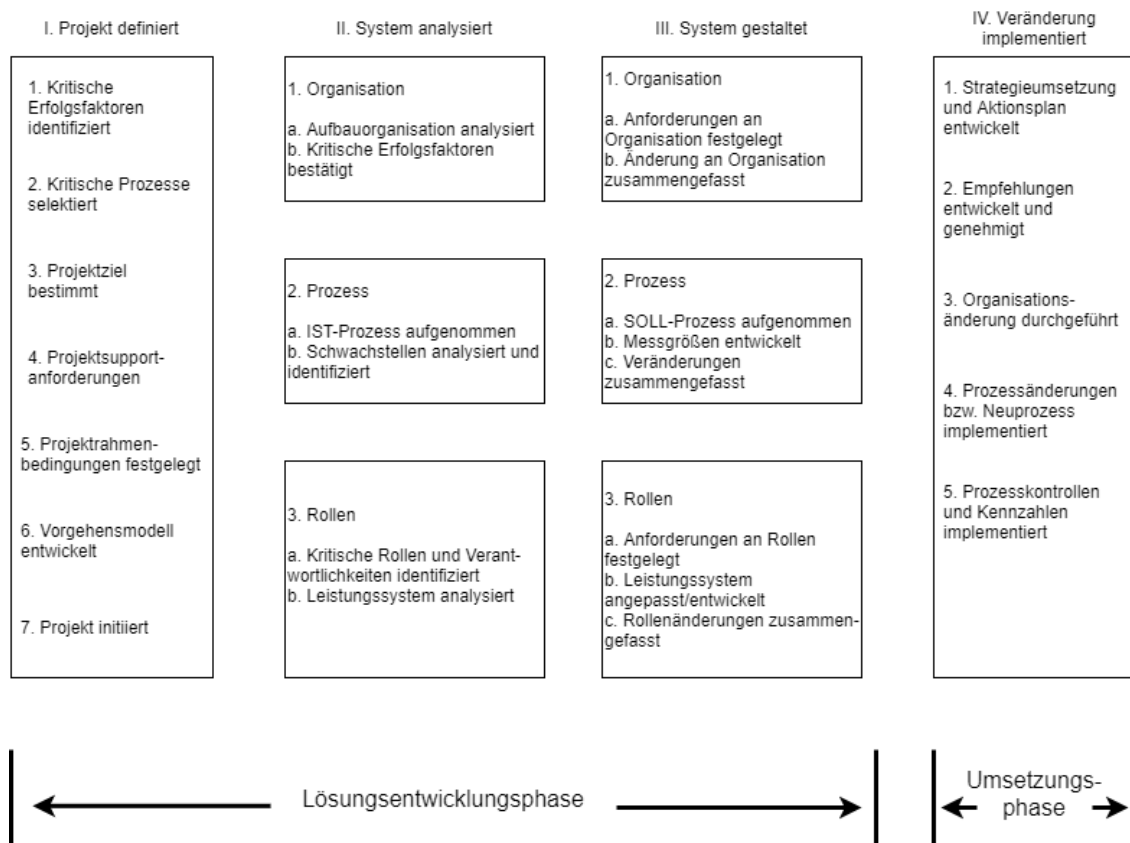 I. Projekt definiert
1. Kritische
Erfolgsfaktoren
identifiziert
2. Kritische Prozesse
selektiert
3. Projektziel
bestimmt
4. Projektsupport-
anforderungen
5. Projektrahmen-
bedingungen festgelegt
6. Vorgehensmodell
entwickelt
7. Projekt initiiert
II. System analysiert
1. Organisation
a. Aufbauorganisation analysiert
b. Kritische Erfolgsfaktoren
bestätigt
2. Prozess
a. IST-Prozess aufgenommen
b. Schwachstellen analysiert und
identifiziert
3. Rollen
a. Kritische Rollen und Verant-
wortlichkeiten identifiziert
b. Leistungssystem analysiert
III. System gestaltet
1. Organisation
a. Anforderungen an
Organisation festgelegt
b. Änderung an Organisation
zusammengefasst
2. Prozess
a. SOLL-Prozess aufgenommen
b. Messgrößen entwickelt
c. Veränderungen
zusammengefasst
3. Rollen
a. Anforderungen an Rollen
festgelegt
b. Leistungssystem
angepasst/entwickelt
c. Rollenänderungen zusammen-
gefasst
IV. Veränderung
implementiert
1. Strategieumsetzung
und Aktionsplan
entwickelt
2. Empfehlungen
entwickelt und
genehmigt
3. Organisations-
änderung durchgeführt
4. Prozessänderungen
bzw. Neuprozess
implementiert
5. Prozesskontrollen
und Kennzahlen
implementiert
Lösungsentwicklungsphase
Umsetzungs-
phase